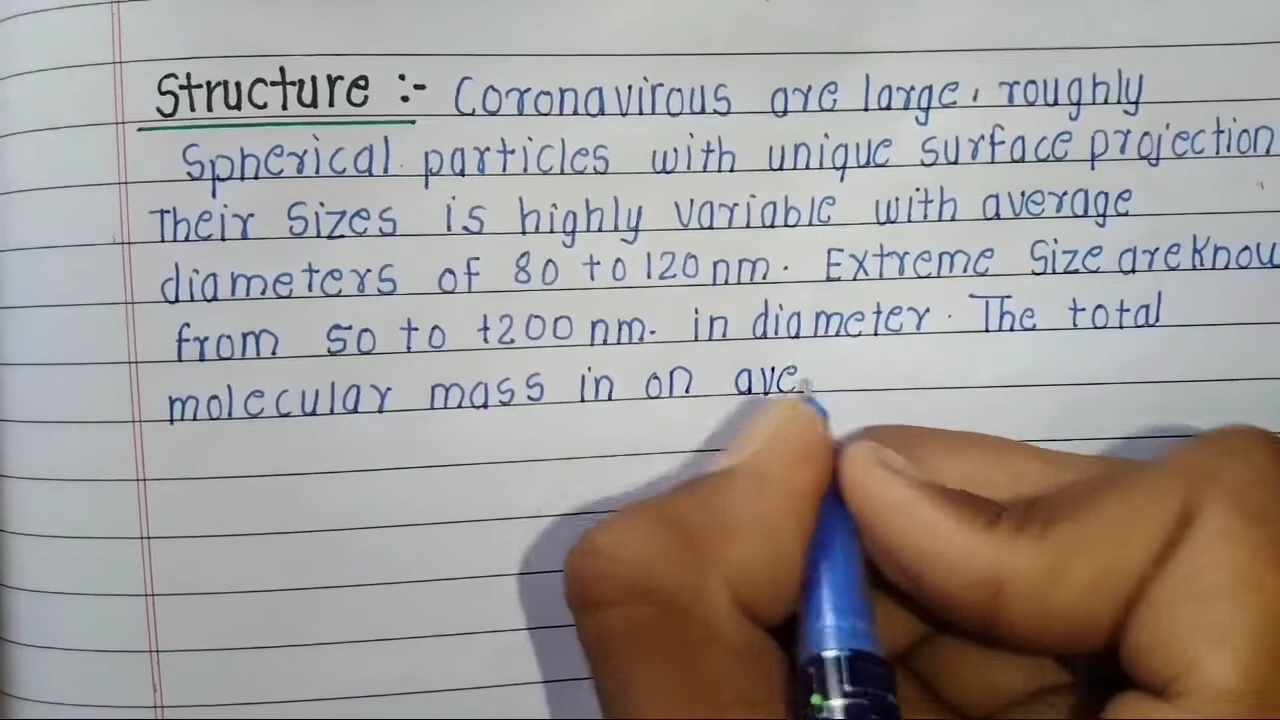 Structure :- Coronavirous are large, roughly
Spherical particles with unique surface projection
Their Sizes is highly variable with average
diameters of 80 to 120 nm. Extreme Size are Know
from 50 to +200 nm. in diameter. The total
molecular mass in on ave